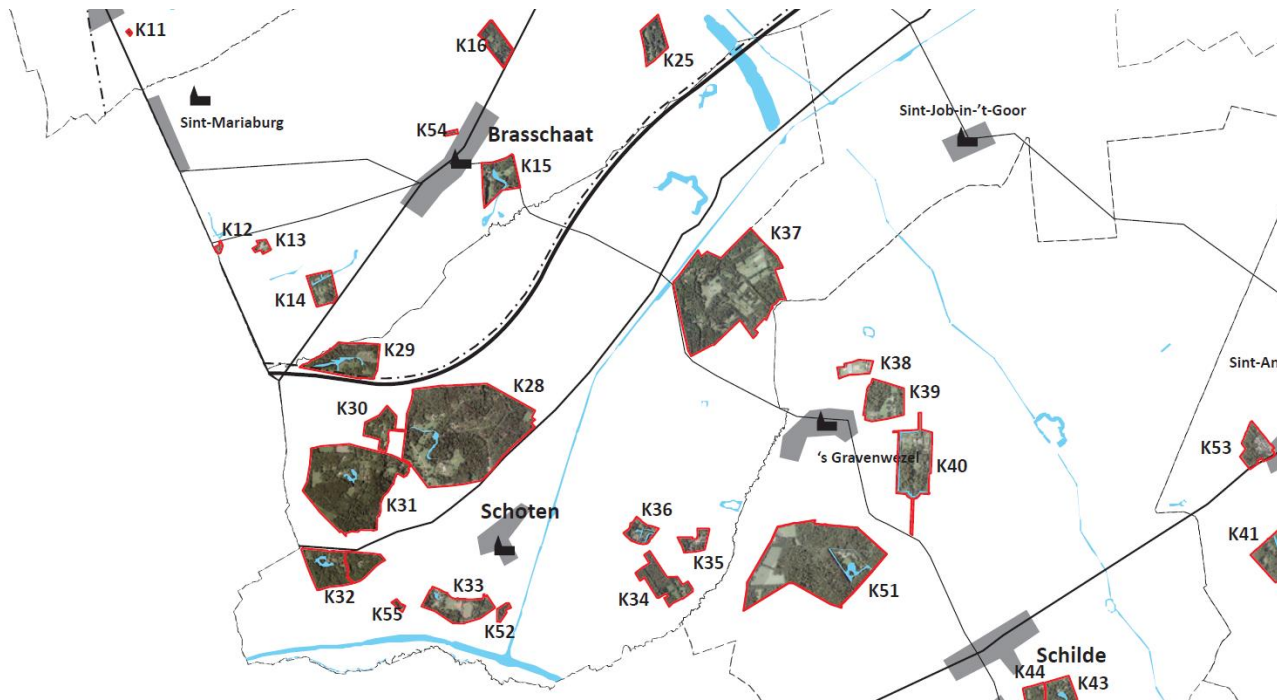 K11
K16
K25
Sint-Mariaburg
K54
Brasschaat
Sint-Job-in-'t-Goor
K15
K12
K13
K37
K14
K29
K38
Sint-An
K28
K39
K30
K53
's Gravenwezel
K40
K31
Schoten
K36
K41
K35
K32
K33
K34
K51
K55
K52
Schilde
K44
K43